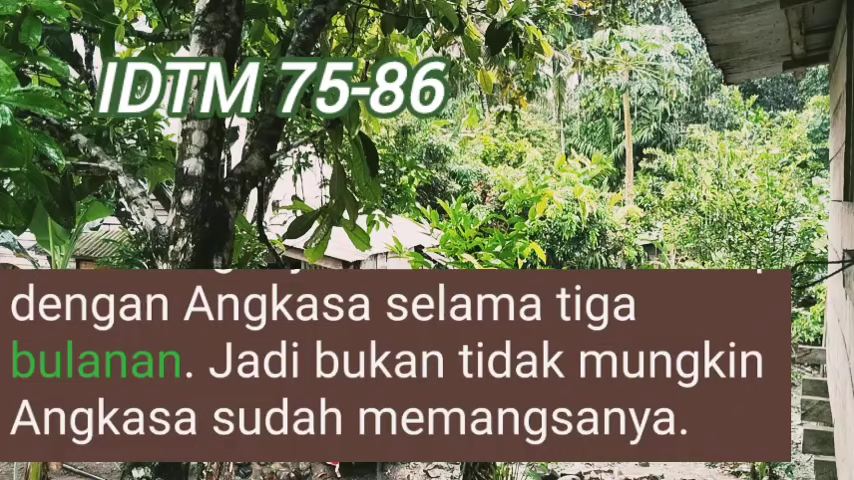 IDTM 75-86
dengan Angkasa selama tiga
bulanan. Jadi bukan tidak mungkin
Angkasa sudah memangsanya.